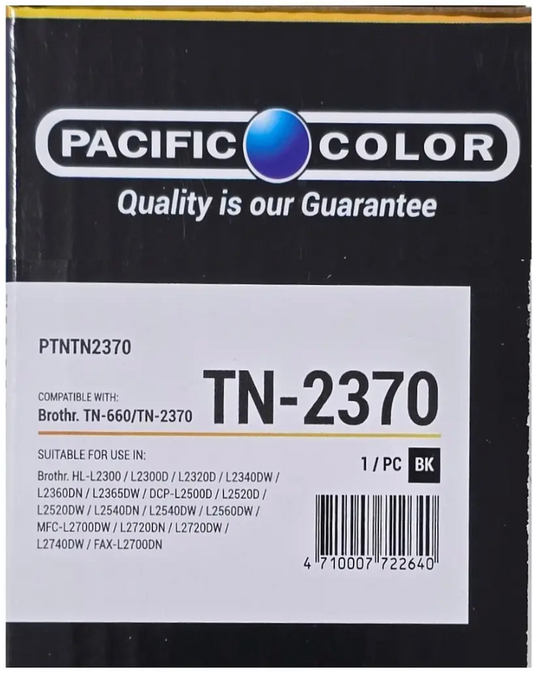 PACIFIC COLOR
Quality is our Guarantee
PTNTN2370
COMPATIBLE WITH:
Brothr. TN-660/TN-2370
TN-2370
SUITABLE FOR USE IN:
Brothr. HL-L2300 / L2300D / L2320D / L2340DW /
L2360DN / L2365DW / DCP-L2500D / L2520D /
L2520DW / L2540DN / L2540DW / L2560DW /
MFC-L2700DW / L2720DN / L2720DW /
L2740DW / FAX-L2700DN
1 / PC BK
4 710007 722640